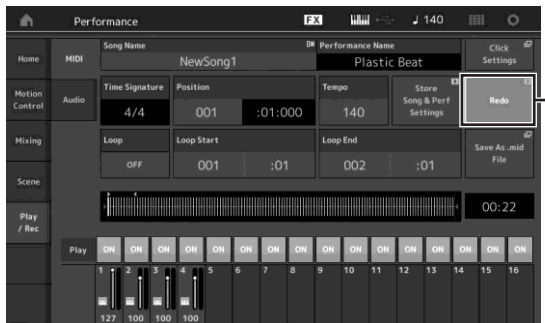 Performance
FX
140
Home
MIDI
Song Name
NewSong1
Performance Name
Plastic Beat
Click
Settings
Motion
Control
Audio
Time Signature
4/4
Position
001
:01:000
Tempo
140
Store
Song & Perf
Settings
Redo
Mixing
Loop
OFF
Loop Start
001
:01
Loop End
002
:01
Save As .mid
File
Scene
Play
/ Rec
00:22
Play
ON ON ON ON ON ON ON ON ON ON ON ON ON ON ON ON
1 2 3 4 5 6 7 8 9 10 11 12 13 14 15 16
127 100 100 100